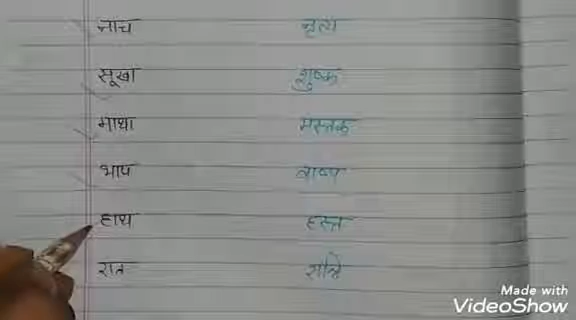 नाच नृत्य
सूखा शुष्क
माथा मस्तक
भाप वाष्प
हाथ हस्त
रात रात्रि
Made with
VideoShow